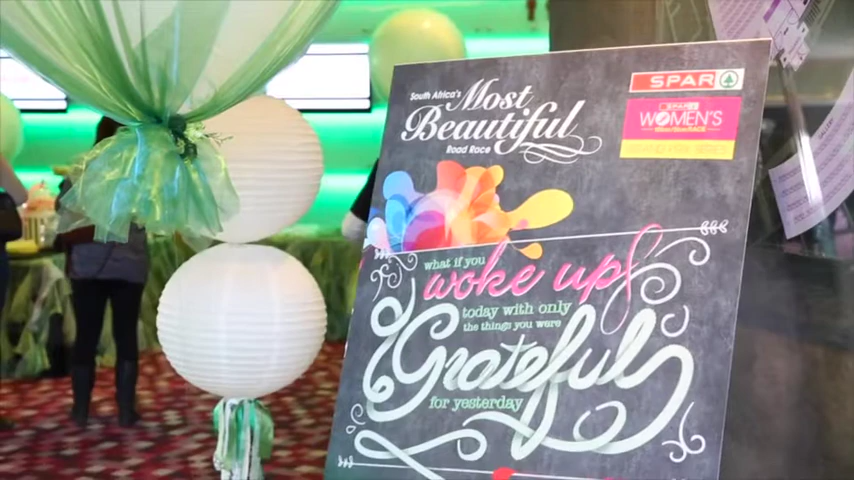 South Africa's Most
Beautiful
Road Race
SPAR
SPAR
WOMEN'S
what if you
woke up
today with only
the things you were
Grateful
for yesterday